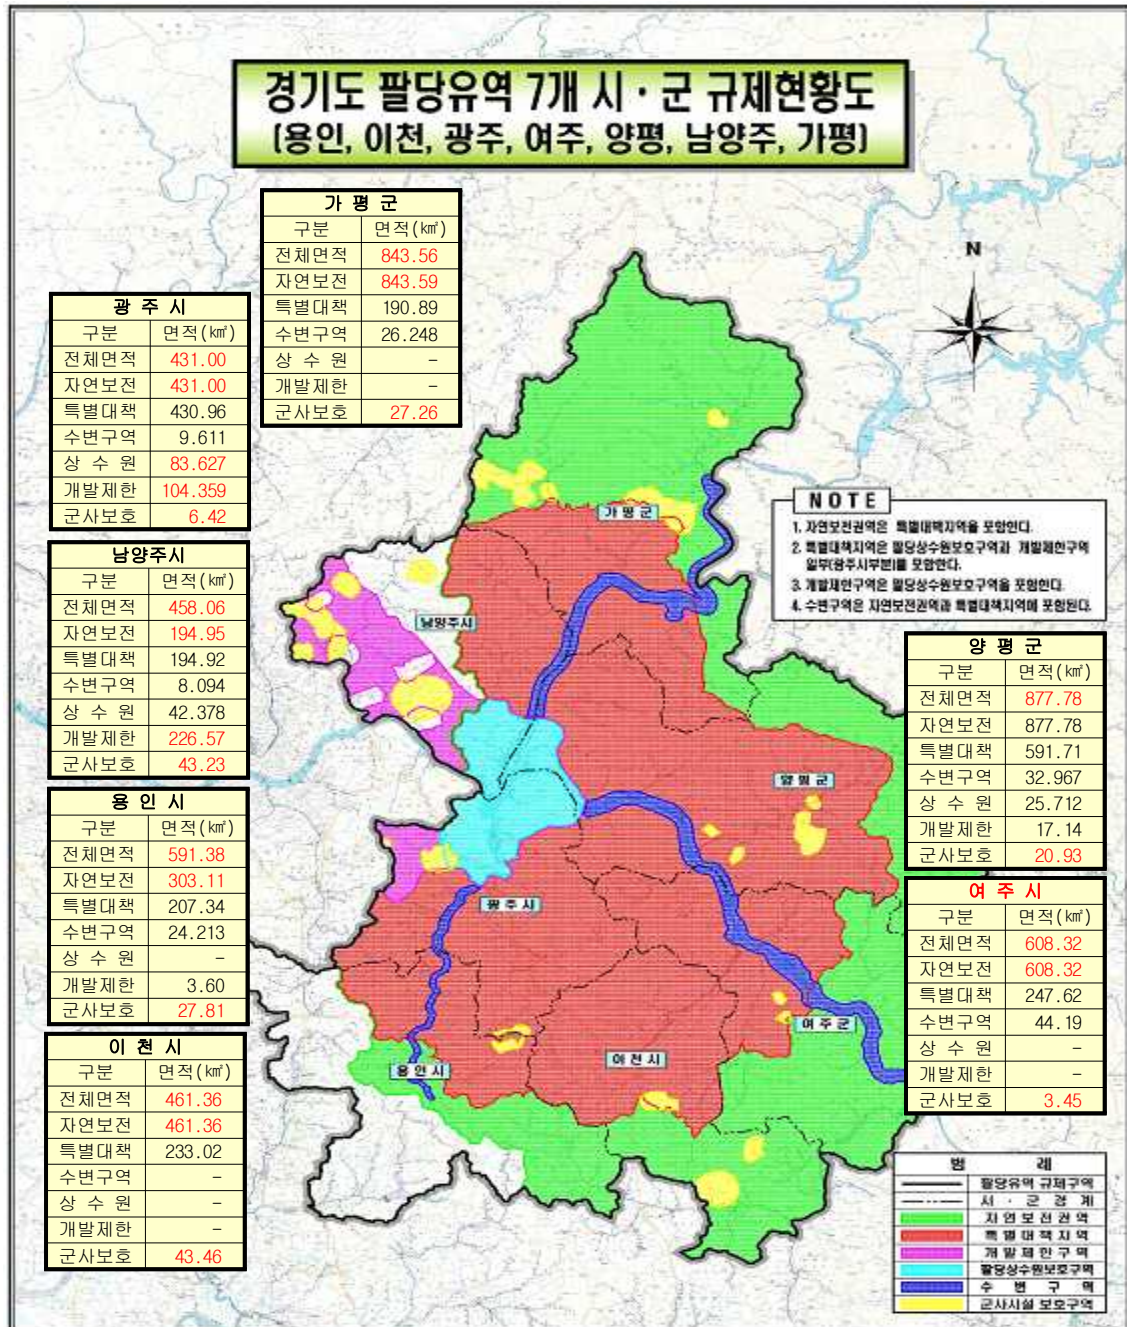 경기도 팔당유역 7개 시·군 규제현황도
(용인, 이천, 광주, 여주, 양평, 남양주, 가평)
가 평 군
구분 면적(㎢)
전체면적 843.56
자연보전 843.59
특별대책 190.89
수변구역 26.248
상 수 원 -
개발제한 -
군사보호 27.26
광 주 시
구분 면적(㎢)
전체면적 431.00
자연보전 431.00
특별대책 430.96
수변구역 9.611
상 수 원 83.627
개발제한 104.359
군사보호 6.42
남양주시
구분 면적(㎢)
전체면적 458.06
자연보전 194.95
특별대책 194.92
수변구역 8.094
상 수 원 42.378
개발제한 226.57
군사보호 43.23
용 인 시
구분 면적(㎢)
전체면적 591.38
자연보전 303.11
특별대책 207.34
수변구역 24.213
상 수 원 -
개발제한 3.60
군사보호 27.81
이 천 시
구분 면적(㎢)
전체면적 461.36
자연보전 461.36
특별대책 233.02
수변구역 -
상 수 원 -
개발제한 -
군사보호 43.46
N
NOTE
1. 자연보전권역은 특별대책지역을 포함한다.
2. 특별대책지역은 팔당상수원보호구역과 개발제한구역
일부(광주시부분)를 포함한다.
3. 개발제한구역은 팔당상수원보호구역을 포함한다.
4. 수변구역은 자연보전권역과 특별대책지역에 포함된다.
양 평 군
구분 면적(㎢)
전체면적 877.78
자연보전 877.78
특별대책 591.71
수변구역 32.967
상 수 원 25.712
개발제한 17.14
군사보호 20.93
여 주 시
구분 면적(㎢)
전체면적 608.32
자연보전 608.32
특별대책 247.62
수변구역 44.19
상 수 원 -
개발제한 -
군사보호 3.45
가평군
남양주시
양평군
광주시
여주군
이천시
용인시
범 례
팔당유역 규제구역
시 · 군 경 계
자 연 보 전 권 역
특 별 대 책 지 역
개 발 제 한 구 역
팔당상수원보호구역
수 변 구 역
군사시설 보호구역